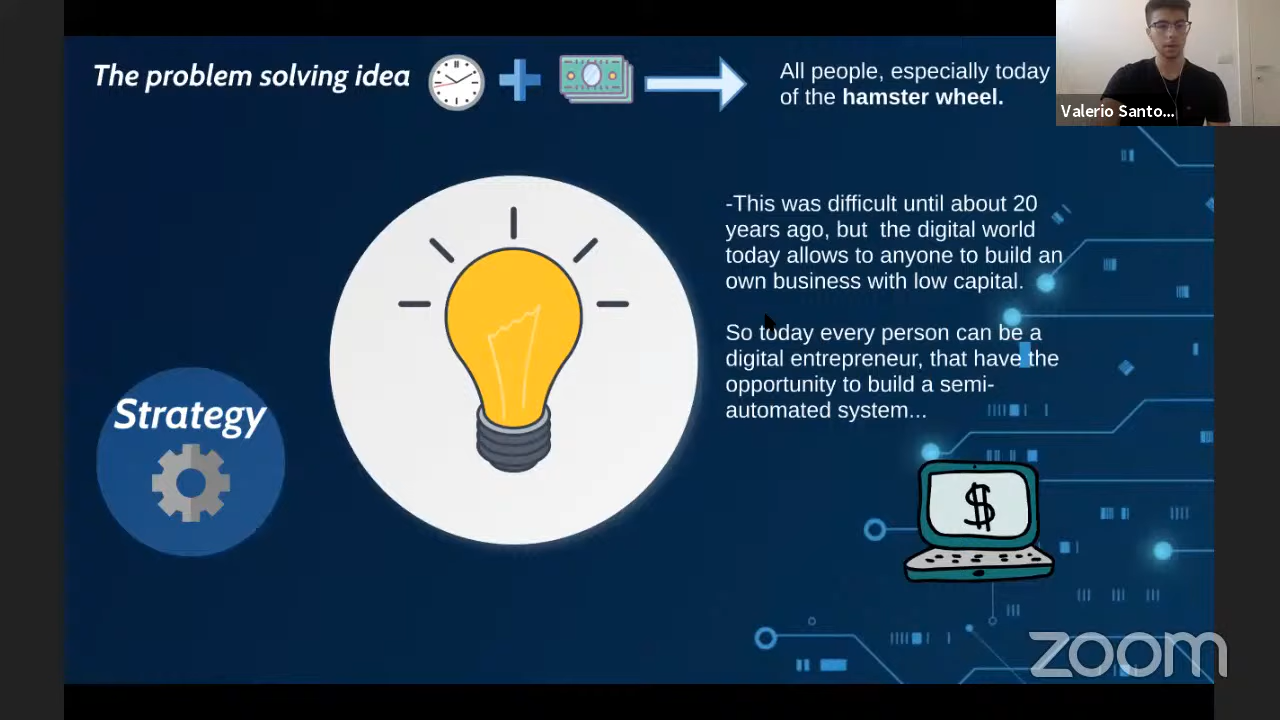 The problem solving idea
All people, especially today
of the hamster wheel.
Valerio Santo...
-This was difficult until about 20
years ago, but the digital world
today allows to anyone to build an
own business with low capital.
So today every person can be a
digital entrepreneur, that have the
opportunity to build a semi-
automated system...
Strategy
$
zoom